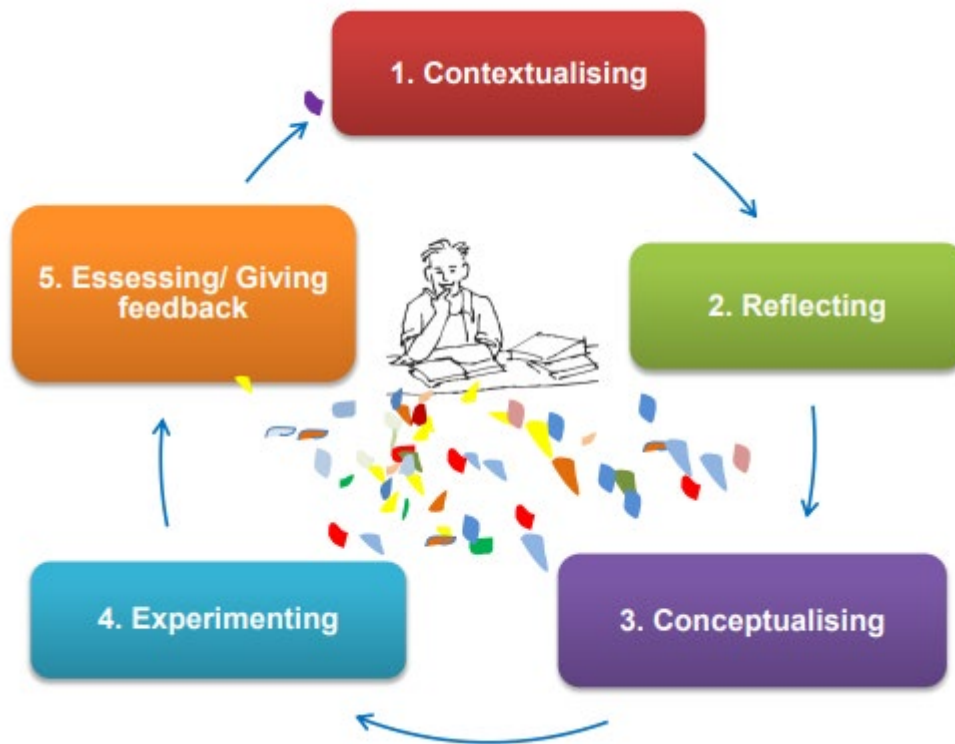 1. Contextualising
2. Reflecting
3. Conceptualising
4. Experimenting
5. Essessing/ Giving
feedback